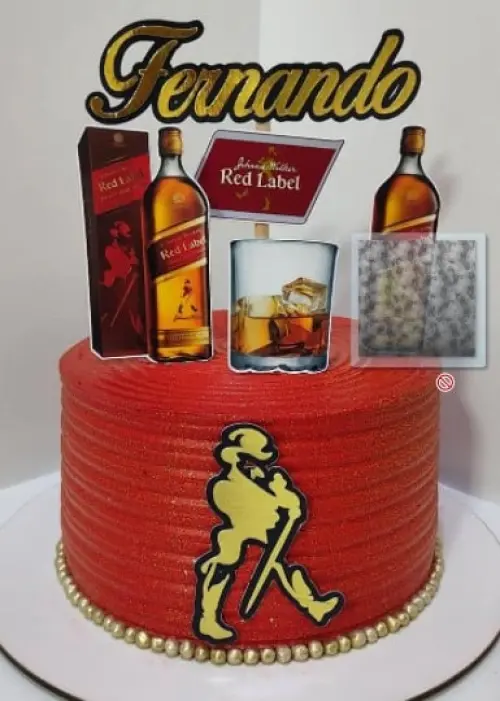 Fernando
Red Label
Johnnie Walker
Red Label
Red Label